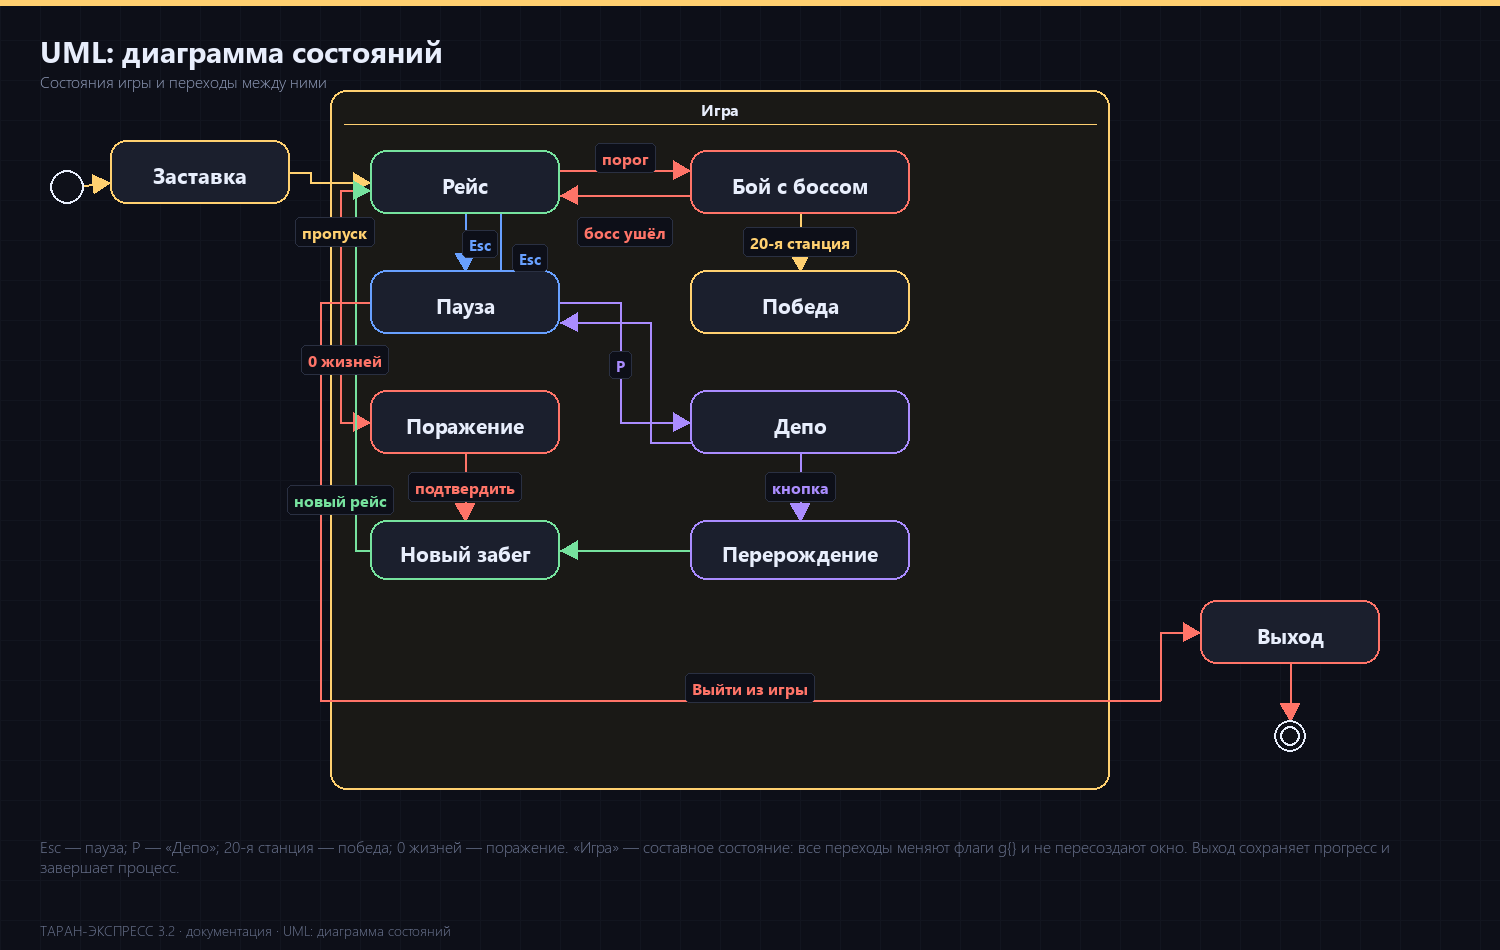 UML: диаграмма состояний
Состояния игры и переходы между ними
Игра
Заставка
Рейс
порог
Бой с боссом
пропуск
босс ушёл
Esc
Esc
20-я станция
Пауза
Победа
0 жизней
P
Поражение
Депо
подтвердить
кнопка
новый рейс
Новый забег
Перерождение
Выход
Выйти из игры
Esc — пауза; P — «Депо»; 20-я станция — победа; 0 жизней — поражение. «Игра» — составное состояние: все переходы меняют флаги g{} и не пересоздают окно. Выход сохраняет прогресс и
завершает процесс.
ТАРАН-ЭКСПРЕСС 3.2 · документация · UML: диаграмма состояний